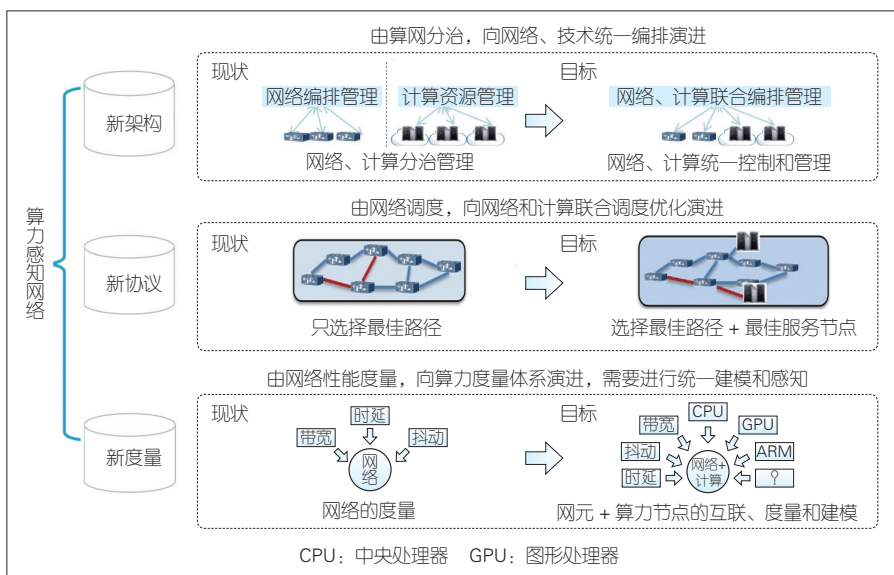 算力感知网络
新架构
由算网分治，向网络、技术统一编排演进
现状
网络编排管理
计算资源管理
网络、计算分治管理
目标
网络、计算联合编排管理
网络、计算统一控制和管理
新协议
由网络调度，向网络和计算联合调度优化演进
现状
只选择最佳路径
目标
选择最佳路径 + 最佳服务节点
新度量
由网络性能度量，向算力度量体系演进，需要进行统一建模和感知
现状
时延
带宽
抖动
网络
网络的度量
目标
CPU
带宽
GPU
抖动
ARM
时延
?
网络+
计算
网元 + 算力节点的互联、度量和建模
CPU：中央处理器 GPU：图形处理器